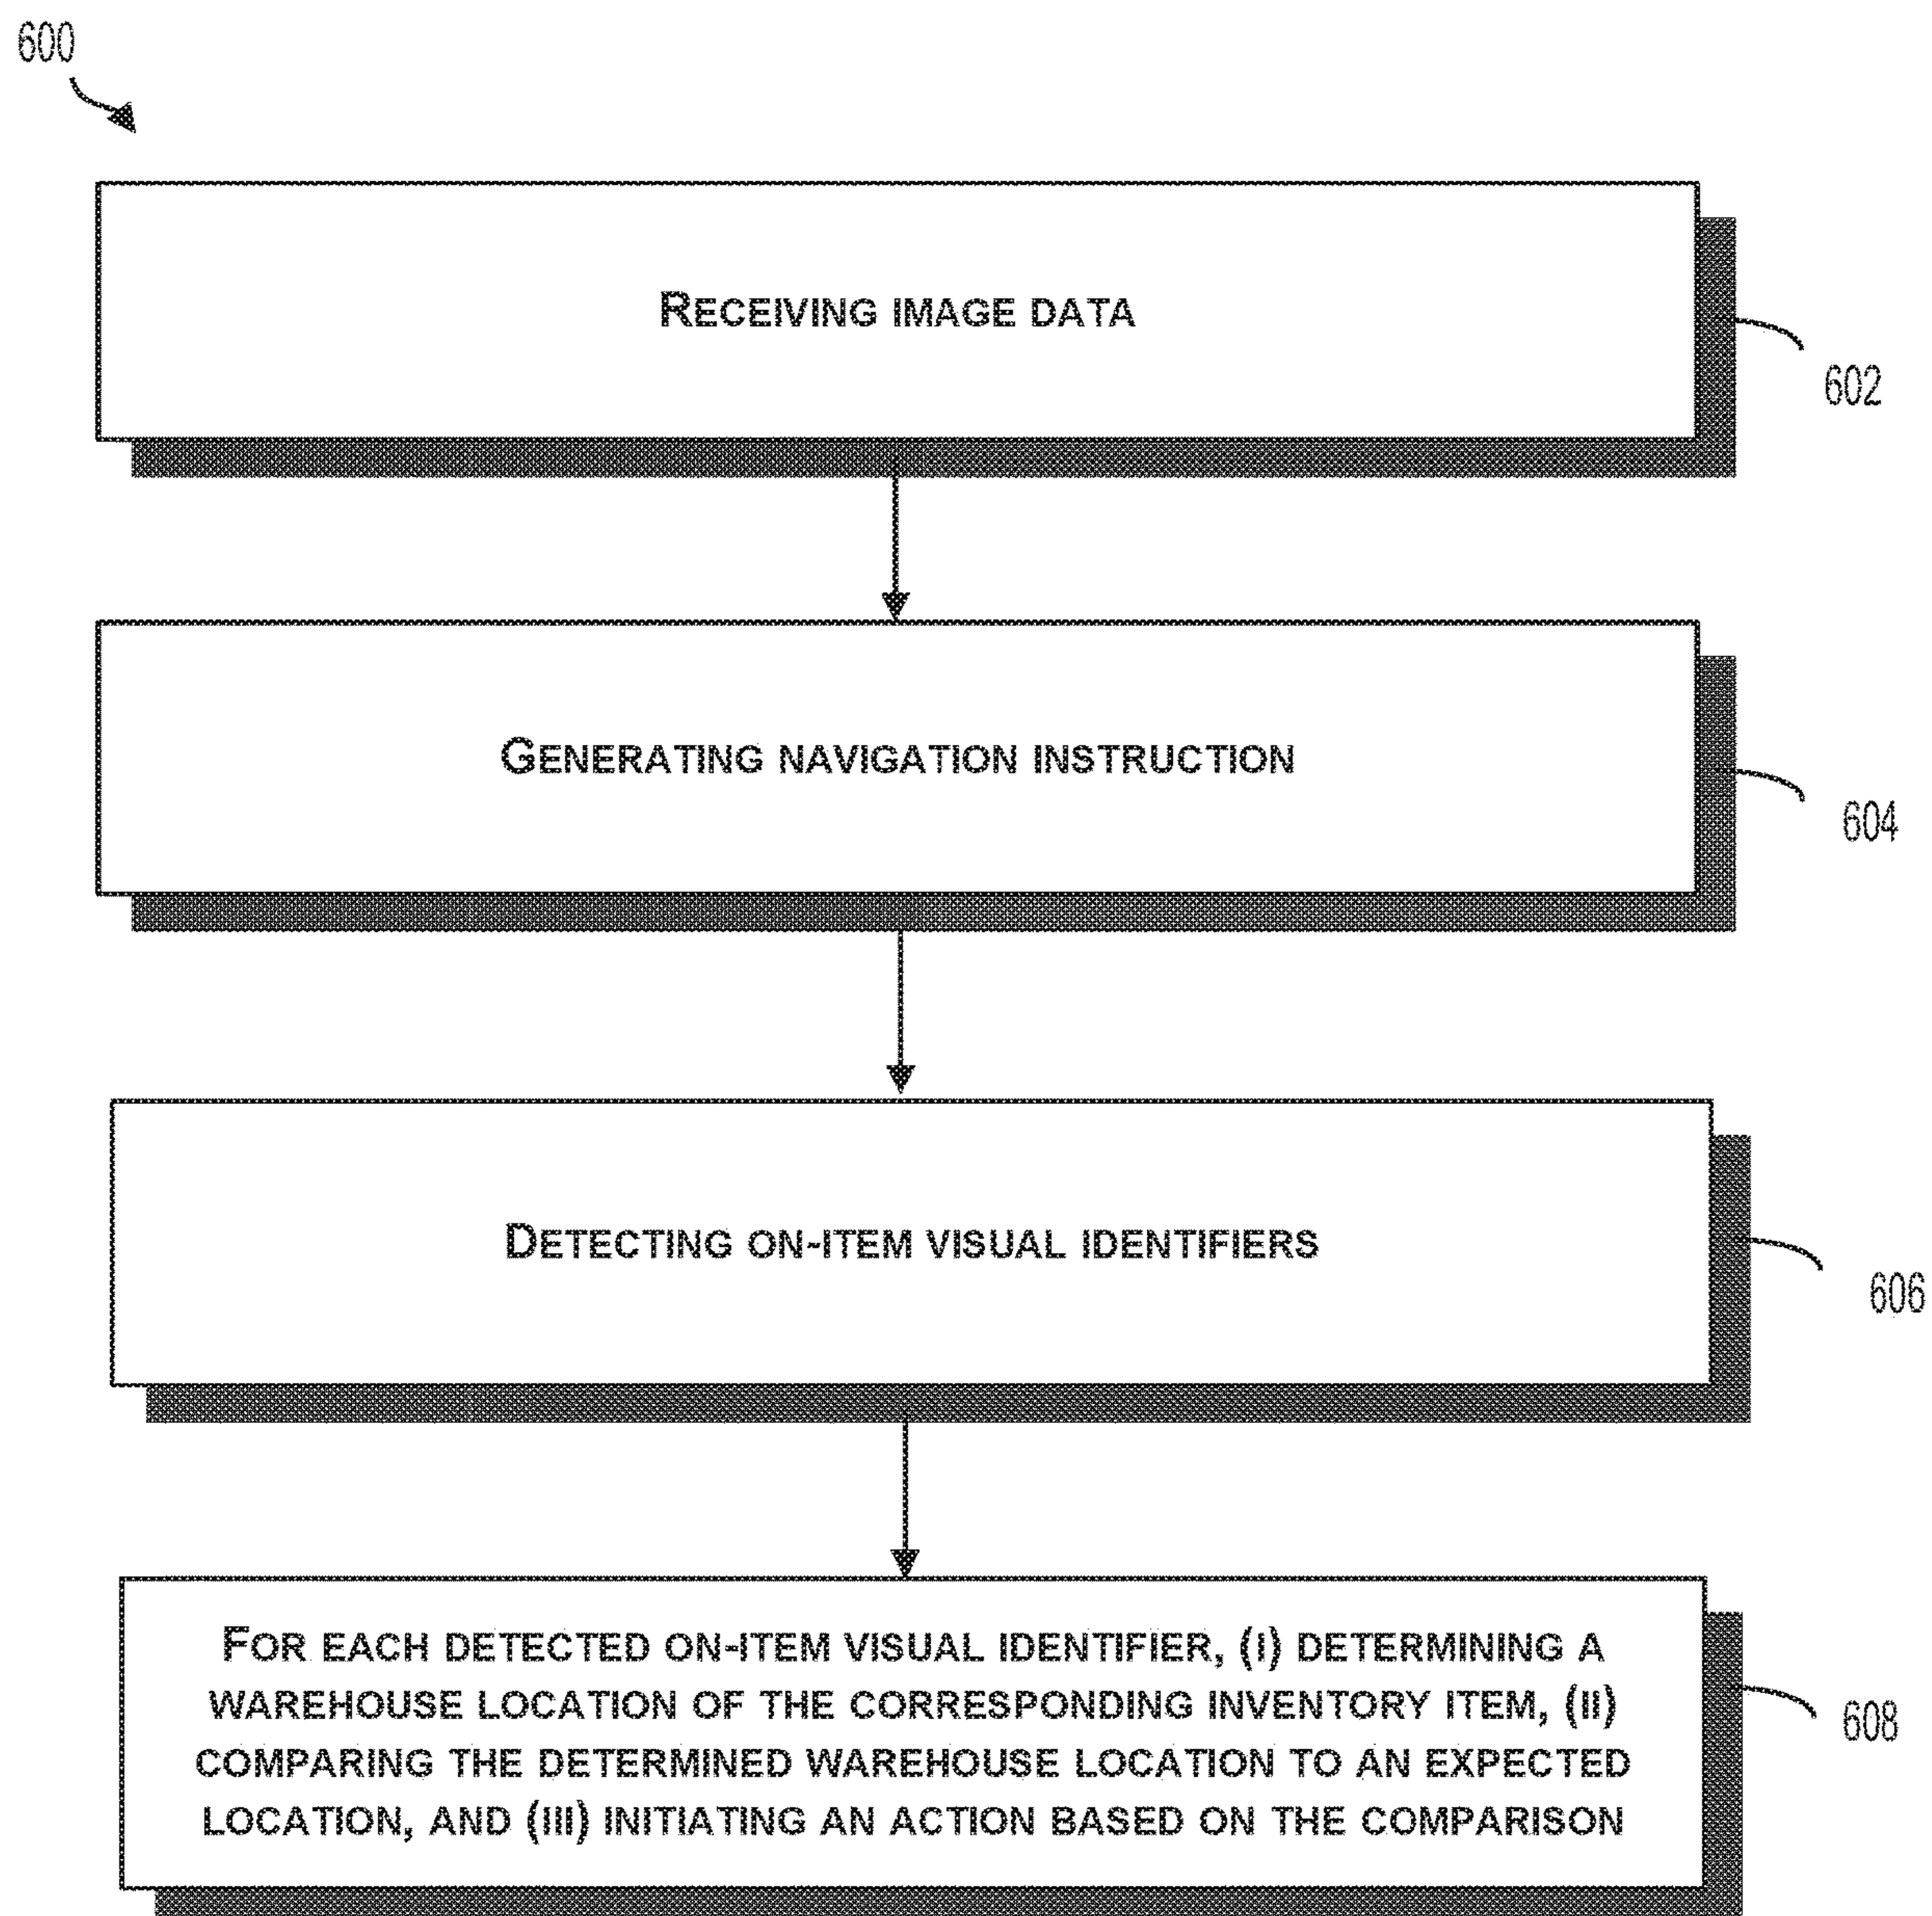 600
RECEIVING IMAGE DATA
602
GENERATING NAVIGATION INSTRUCTION
604
DETECTING ON-ITEM VISUAL IDENTIFIERS
606
FOR EACH DETECTED ON-ITEM VISUAL IDENTIFIER, (I) DETERMINING A
WAREHOUSE LOCATION OF THE CORRESPONDING INVENTORY ITEM, (II)
COMPARING THE DETERMINED WAREHOUSE LOCATION TO AN EXPECTED
LOCATION, AND (III) INITIATING AN ACTION BASED ON THE COMPARISON
608